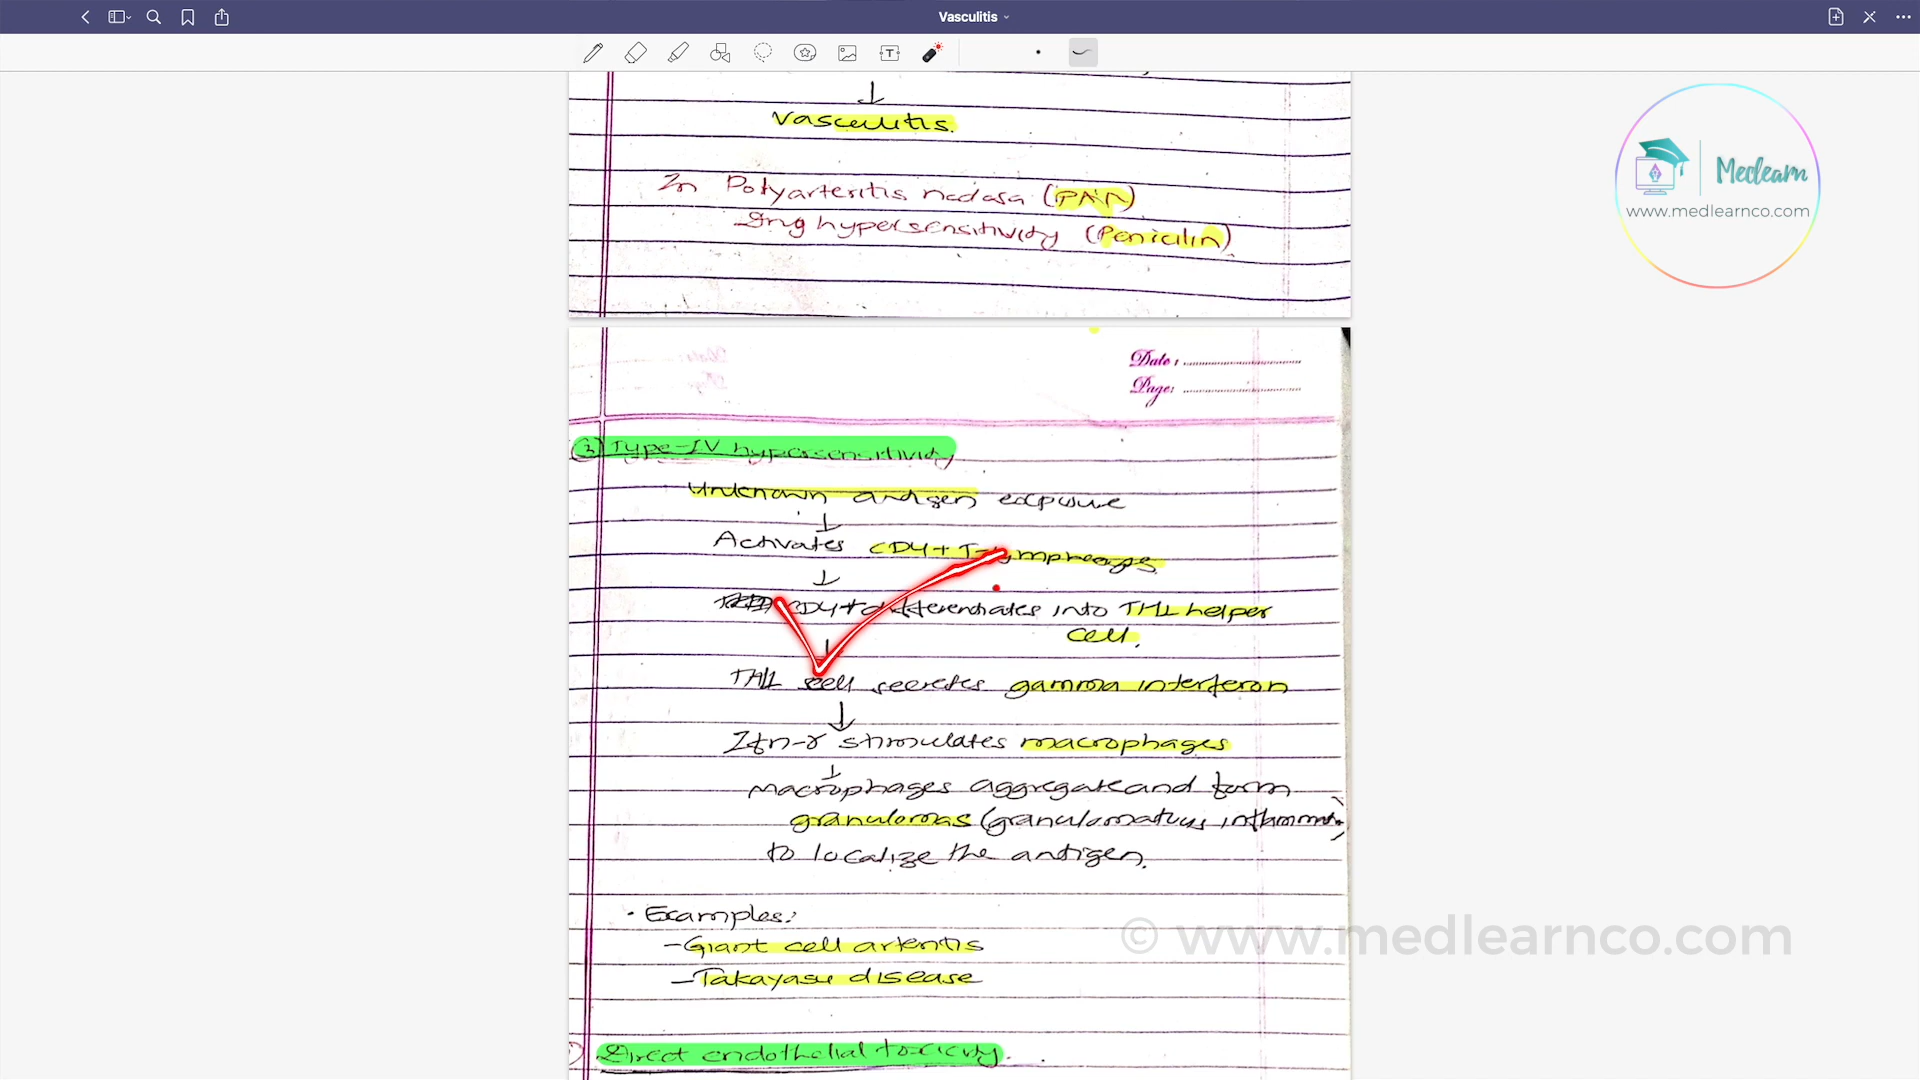 Vasculitis
Vasculitis.
In Polyarteritis nodosa (PAN)
Drug hypersensitivity (Penicilin)
Medlearn
www.medlearnco.com
Date :
Page:
③ Type-IV hypersensitivity
Unknown antigen exposure
↓
Activates CD4+ T-
↓
CD4+ differentiates into TH1 helper
cell.
↓
TH1 cell secretes gamma interferon
↓
Ifn-γ stimulates macrophages
↓
Macrophages aggregate and form
granulomas (granulomatous
to localize the antigen.
• Examples:
- Giant cell arteritis
- Takayasu disease
© www.medlearnco.com
Direct endothelial toxicity.